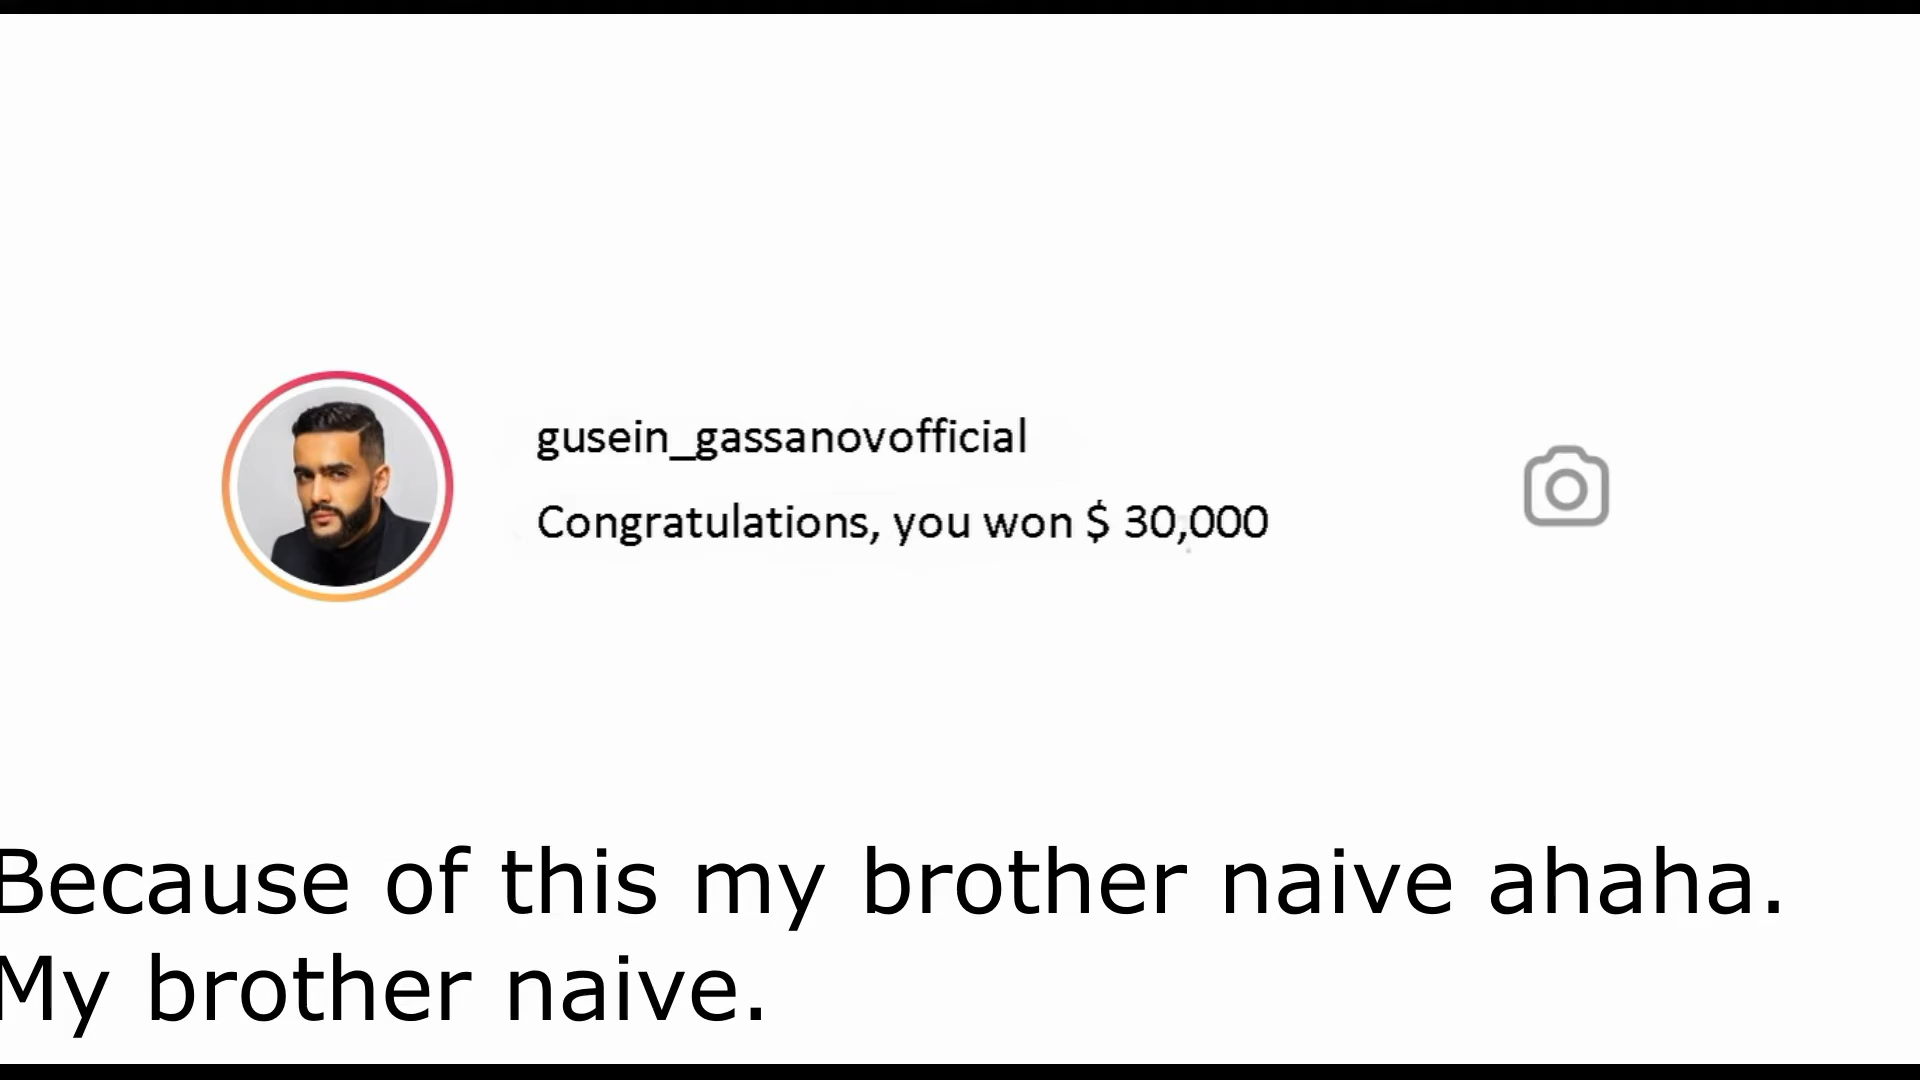 gusein_gassanovofficial
Congratulations, you won $ 30,000
Because of this my brother naive ahaha.
My brother naive.